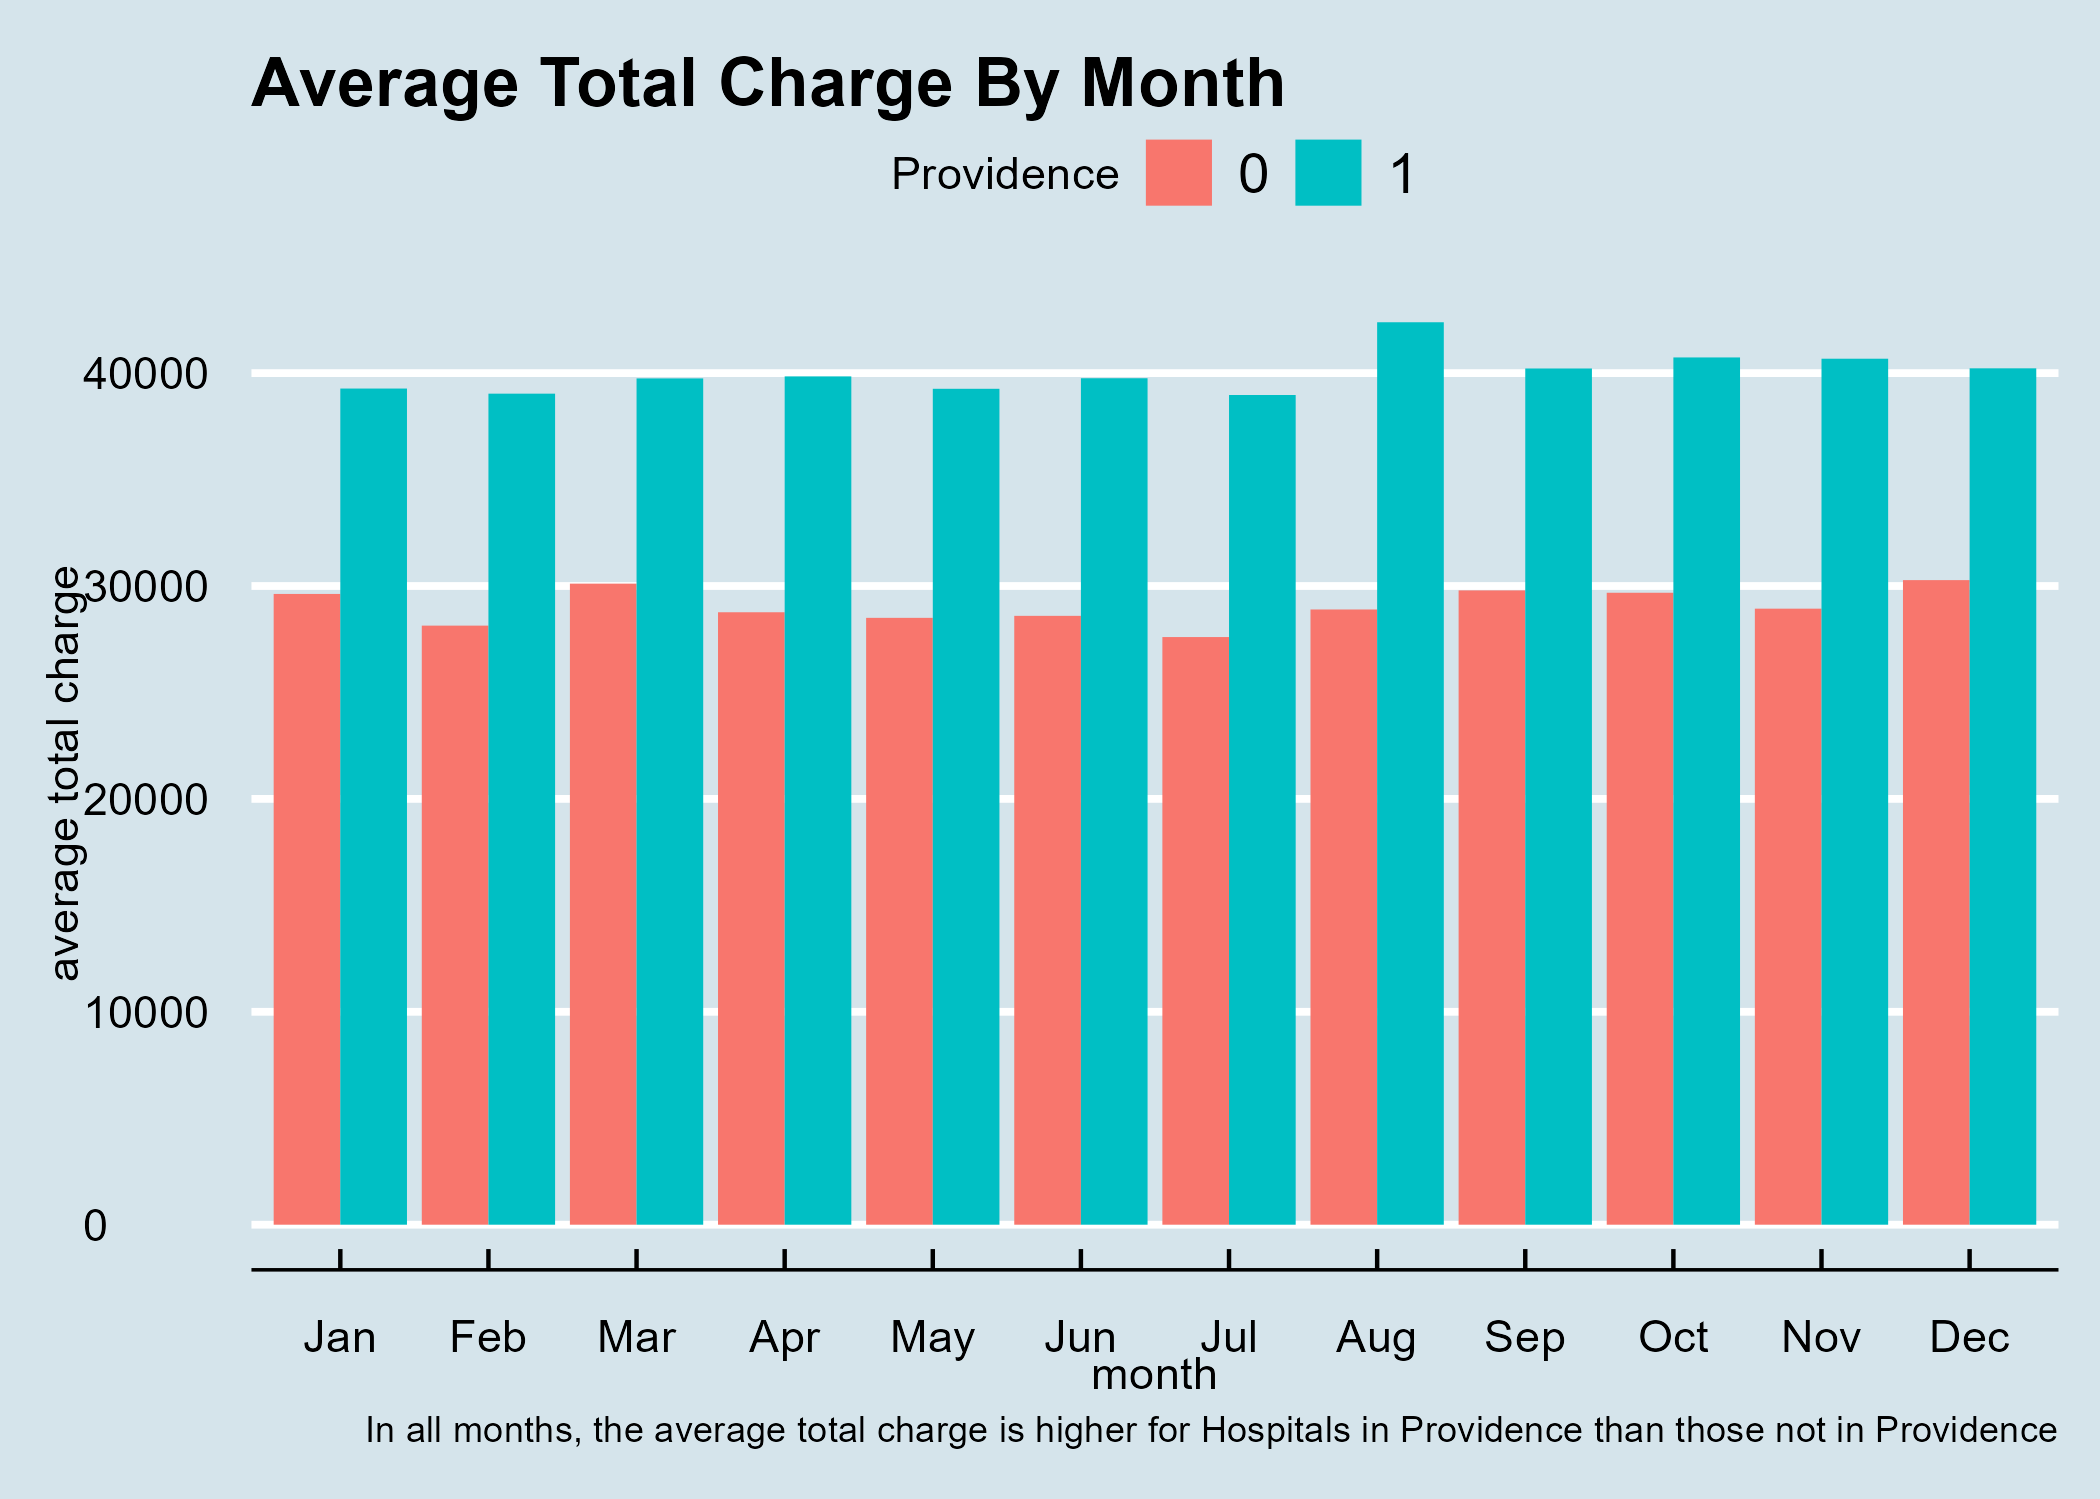 Average Total Charge By Month
Providence 0 1
average total charge
40000
30000
20000
10000
0
Jan Feb Mar Apr May Jun Jul Aug Sep Oct Nov Dec
month
In all months, the average total charge is higher for Hospitals in Providence than those not in Providence